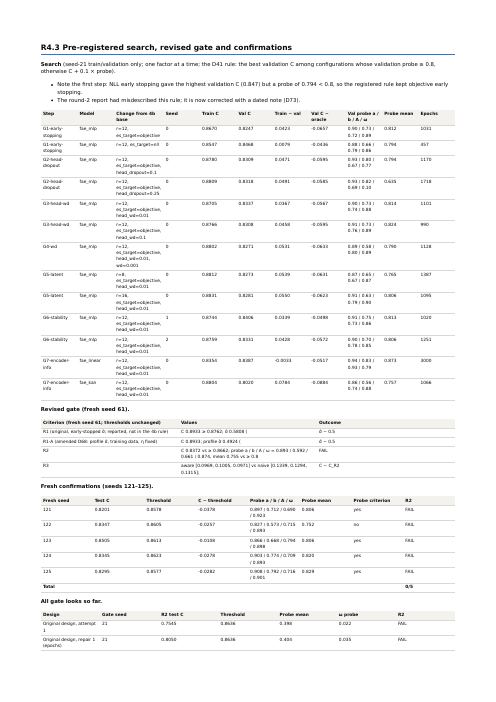 R4.3 Pre-registered search, revised gate and confirmations
Search (seed-21 train/validation only; one factor at a time; the D41 rule: the best validation C among configurations whose validation probe ≥ 0.8,
otherwise C + 0.1 × probe).
Note the first step: NLL early stopping gave the highest validation C (0.847) but a probe of 0.794 < 0.8, so the registered rule kept objective early
stopping.
The round-2 report had misdescribed this rule; it is now corrected with a dated note (D73).
Step Model Change from 4b base Seed Train C Val C Train − val Val C − oracle Val probe a / b / A / ω Probe mean Epochs
G1-early-stopping fae_mlp r=12, es_target=objective 0 0.8670 0.8247 0.0423 -0.0657 0.90 / 0.73 / 0.72 / 0.89 0.812 1031
G1-early-stopping fae_mlp r=12, es_target=nll 0 0.8547 0.8468 0.0079 -0.0436 0.88 / 0.66 / 0.79 / 0.86 0.794 357
G2-head-dropout fae_mlp r=12, es_target=objective, head_dropout=0.1 0 0.8780 0.8309 0.0471 -0.0595 0.93 / 0.80 / 0.67 / 0.77 0.794 1170
G2-head-dropout fae_mlp r=12, es_target=objective, head_dropout=0.25 0 0.8809 0.8318 0.0491 -0.0585 0.93 / 0.82 / 0.69 / 0.10 0.635 1718
G3-head-wd fae_mlp r=12, es_target=objective, head_wd=0.01 0 0.8705 0.8337 0.0367 -0.0567 0.90 / 0.73 / 0.74 / 0.88 0.814 1101
G3-head-wd fae_mlp r=12, es_target=objective, head_wd=0.1 0 0.8766 0.8308 0.0458 -0.0595 0.91 / 0.73 / 0.76 / 0.89 0.824 990
G4-wd fae_mlp r=12, es_target=objective, head_wd=0.01, wd=0.001 0 0.8802 0.8271 0.0531 -0.0633 0.89 / 0.58 / 0.80 / 0.89 0.790 1128
G5-latent fae_mlp r=8, es_target=objective, head_wd=0.01 0 0.8812 0.8273 0.0539 -0.0631 0.87 / 0.65 / 0.67 / 0.87 0.765 1387
G5-latent fae_mlp r=16, es_target=objective, head_wd=0.01 0 0.8831 0.8281 0.0550 -0.0623 0.91 / 0.63 / 0.79 / 0.90 0.806 1095
G6-stability fae_mlp r=12, es_target=objective, head_wd=0.01 1 0.8744 0.8406 0.0339 -0.0498 0.91 / 0.75 / 0.73 / 0.86 0.813 1020
G6-stability fae_mlp r=12, es_target=objective, head_wd=0.01 2 0.8759 0.8331 0.0428 -0.0572 0.90 / 0.70 / 0.78 / 0.85 0.806 1251
G7-encoder-info fae_linear r=12, es_target=objective, head_wd=0.01 0 0.8354 0.8387 -0.0033 -0.0517 0.94 / 0.83 / 0.93 / 0.79 0.873 3000
G7-encoder-info r=12, es_target=objective, head_wd=0.01 0 0.8804 0.8020 0.0784 -0.0884 0.86 / 0.56 / 0.74 / 0.88 0.757 1066
Revised gate (fresh seed 61).
Criterion (fresh seed 61; thresholds unchanged) Values Outcome
R1 (original, early-stopped σ̂; reported, not in the 4b rule) C 0.8933 ≥ 0.8762,
R1-A (amended D68: profile σ̂, training data, η fixed) C 0.8933; profile
R2 C 0.8372 vs ≥ 0.8662; probe a / b / A / ω = 0.893 / 0.592 / 0.661 / 0.874, mean 0.755 vs ≥ 0.8 FAIL
R3 aware [0.0969, 0.1005, 0.0971] vs naive [0.1339, 0.1294, 0.1315];
Fresh confirmations (seeds 121–125).
Fresh seed Test C Threshold C − threshold Probe a / b / A / ω Probe mean Probe criterion R2
121 0.8201 0.8578 -0.0378 0.897 / 0.712 / 0.690 / 0.923 0.806 yes FAIL
122 0.8347 0.8605 -0.0257 0.827 / 0.573 / 0.715 / 0.893 0.752 no FAIL
123 0.8505 0.8613 -0.0108 0.866 / 0.668 / 0.794 / 0.898 0.806 yes FAIL
124 0.8345 0.8623 -0.0278 0.903 / 0.774 / 0.709 / 0.893 0.820 yes FAIL
125 0.8295 0.8577 -0.0282 0.908 / 0.792 / 0.716 / 0.901 0.829 yes FAIL
Total 0/5
All gate looks so far.
Design Gate seed R2 test C Threshold Probe mean ω probe R2
Original design, attempt 1 21 0.7545 0.8636 0.398 0.022 FAIL
Original design, repair 1 (epochs) 21 0.8050 0.8636 0.404 0.035 FAIL